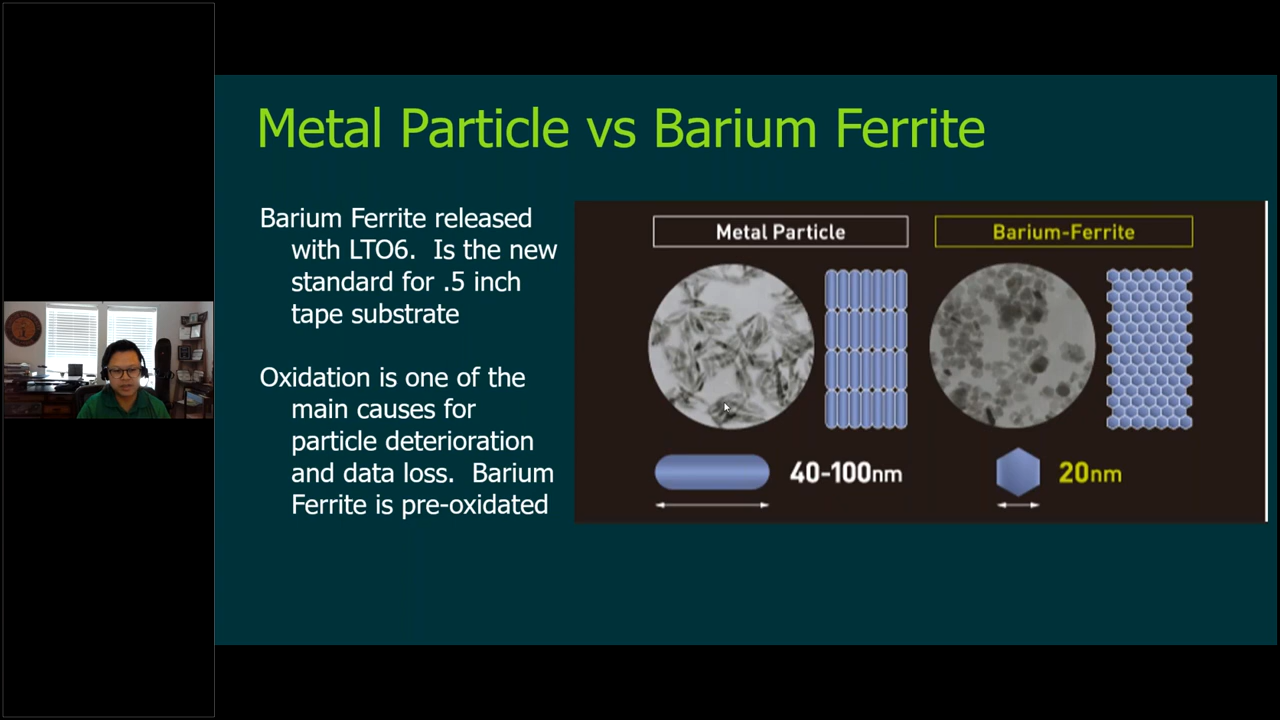 Metal Particle vs Barium Ferrite
Barium Ferrite released
with LTO6.  Is the new
standard for .5 inch
tape substrate
Oxidation is one of the
main causes for
particle deterioration
and data loss.  Barium
Ferrite is pre-oxidated
Metal Particle
Barium-Ferrite
40-100nm
20nm